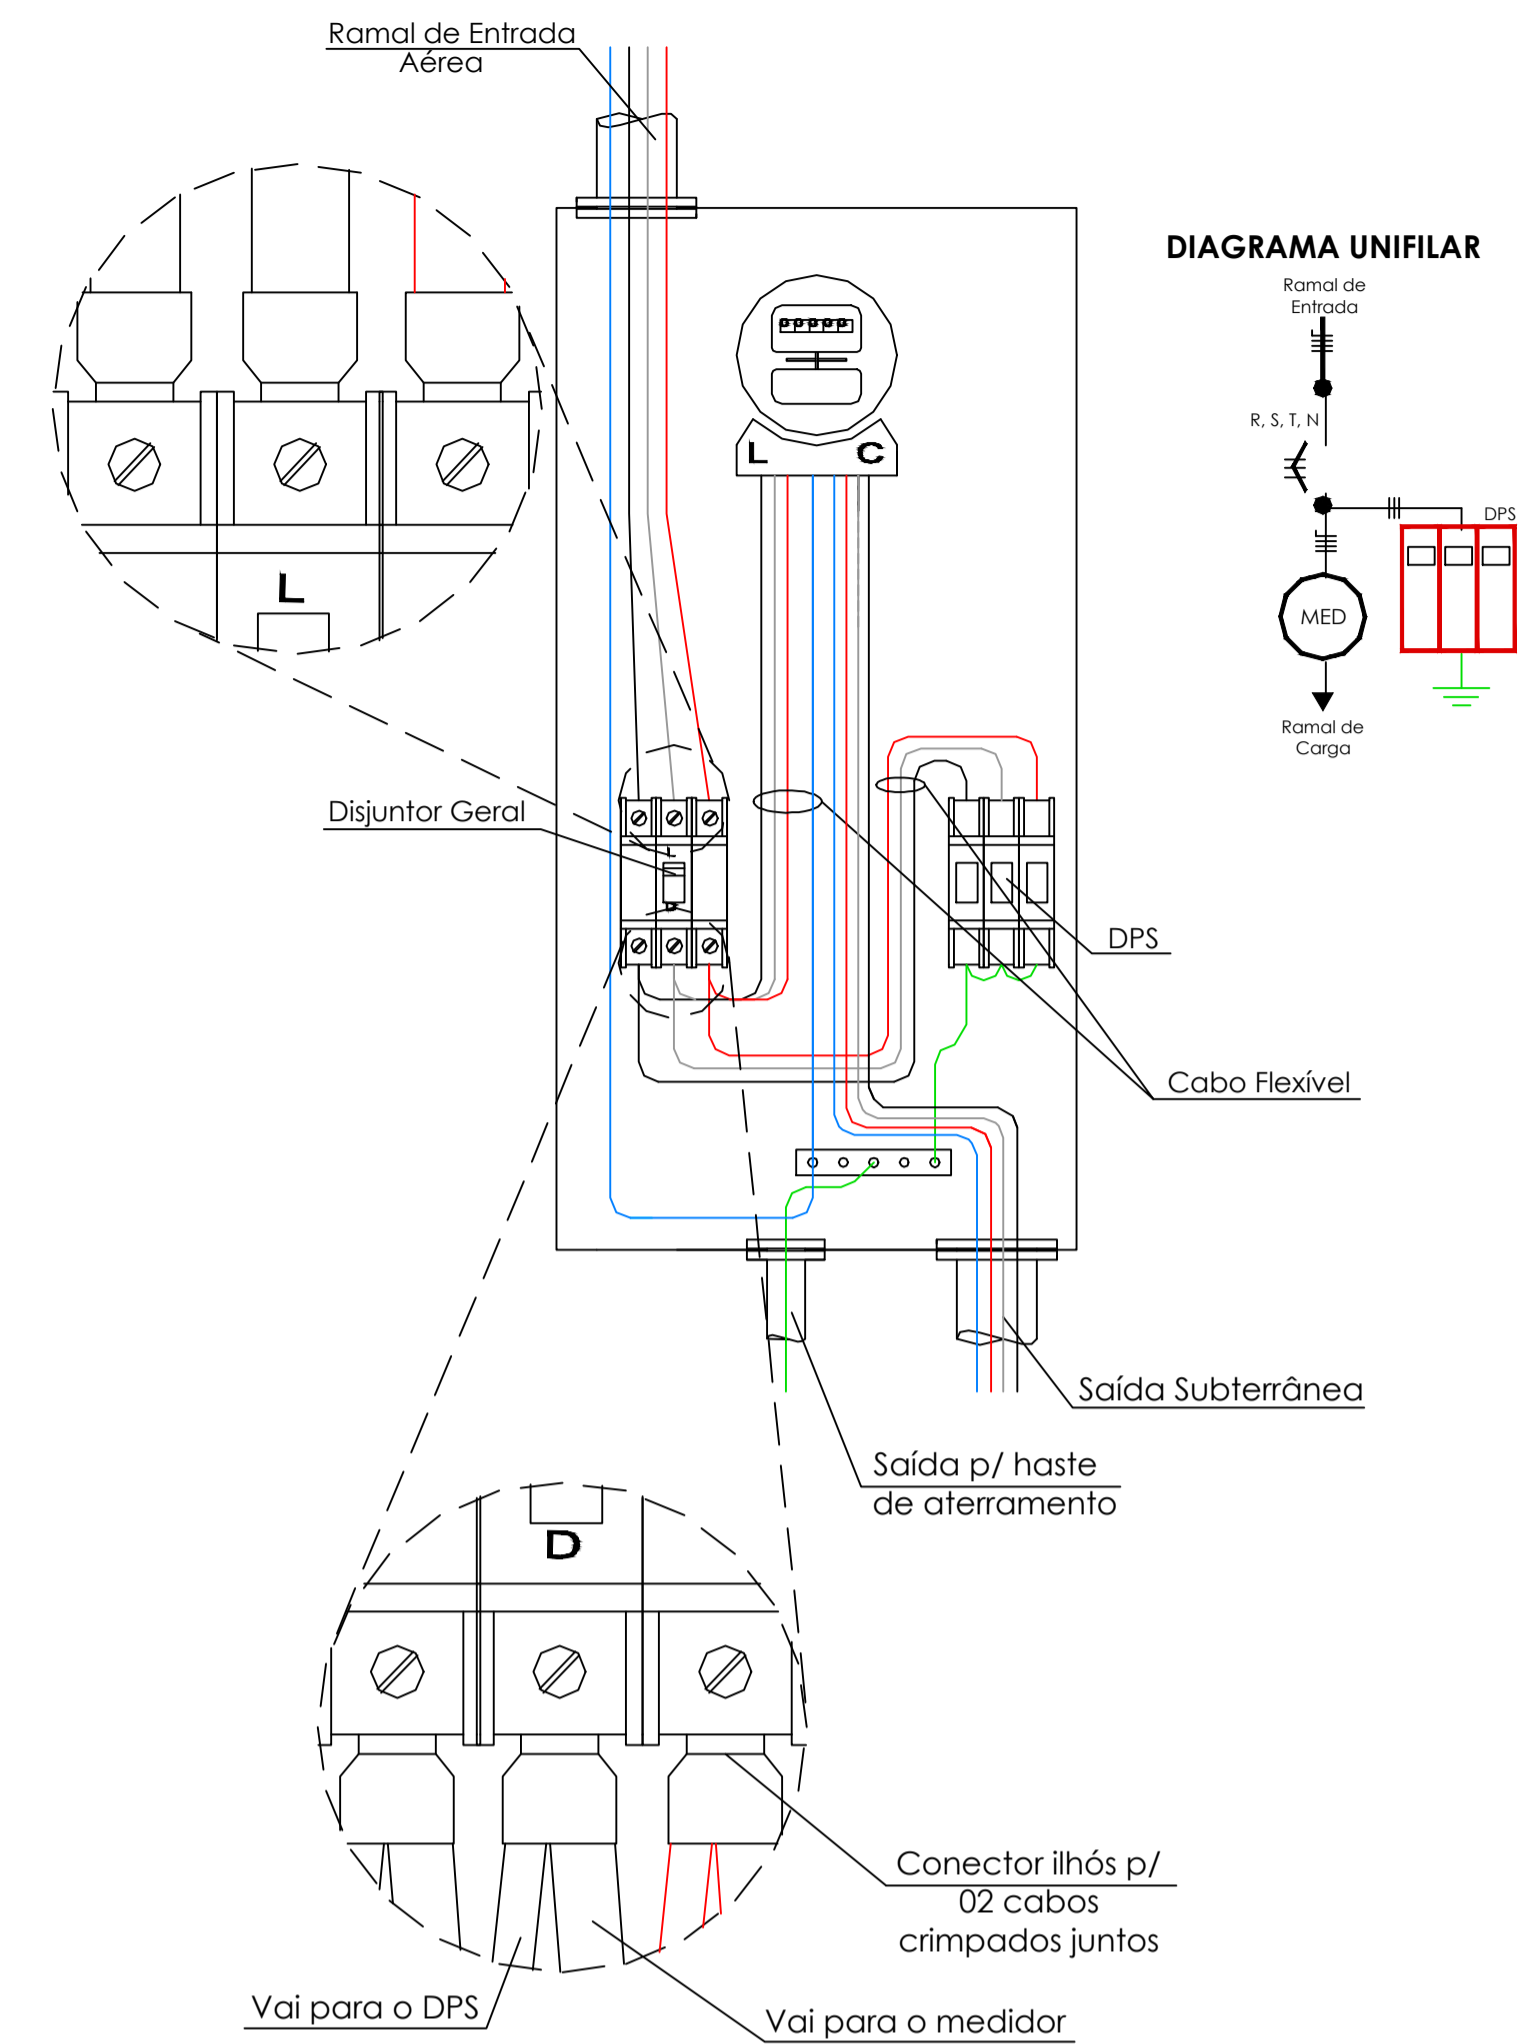 Ramal de Entrada
Aérea
DIAGRAMA UNIFILAR
Ramal de
Entrada
R, S, T, N
DPS
MED
Ramal de
Carga
L
C
L
Disjuntor Geral
L
D
DPS
Cabo Flexível
Saída Subterrânea
Saída p/ haste
de aterramento
D
Conector ilhós p/
02 cabos
crimpados juntos
Vai para o DPS
Vai para o medidor